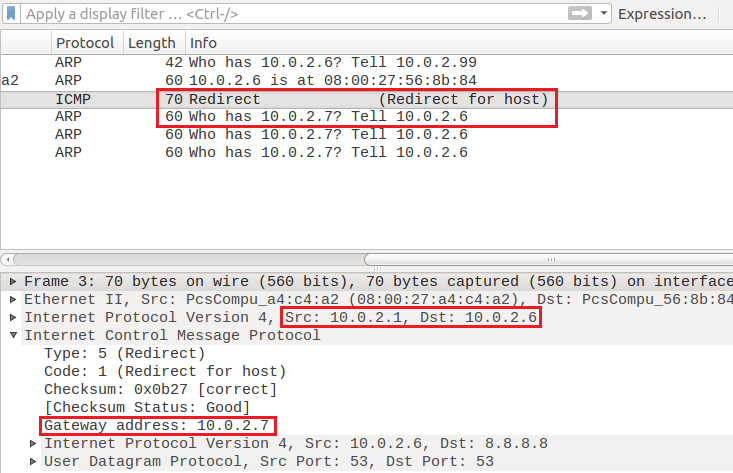 Apply a display filter … <Ctrl-/> Expression…
Protocol Length Info
ARP 42 Who has 10.0.2.6? Tell 10.0.2.99
a2 ARP 60 10.0.2.6 is at 08:00:27:56:8b:84
ICMP 70 Redirect (Redirect for host)
ARP 60 Who has 10.0.2.7? Tell 10.0.2.6
ARP 60 Who has 10.0.2.7? Tell 10.0.2.6
ARP 60 Who has 10.0.2.7? Tell 10.0.2.6
Frame 3: 70 bytes on wire (560 bits), 70 bytes captured (560 bits) on interface
Ethernet II, Src: PcsCompu_a4:c4:a2 (08:00:27:a4:c4:a2), Dst: PcsCompu_56:8b:84
Internet Protocol Version 4, Src: 10.0.2.1, Dst: 10.0.2.6
Internet Control Message Protocol
Type: 5 (Redirect)
Code: 1 (Redirect for host)
Checksum: 0x0b27 [correct]
[Checksum Status: Good]
Gateway address: 10.0.2.7
Internet Protocol Version 4, Src: 10.0.2.6, Dst: 8.8.8.8
User Datagram Protocol, Src Port: 53, Dst Port: 53